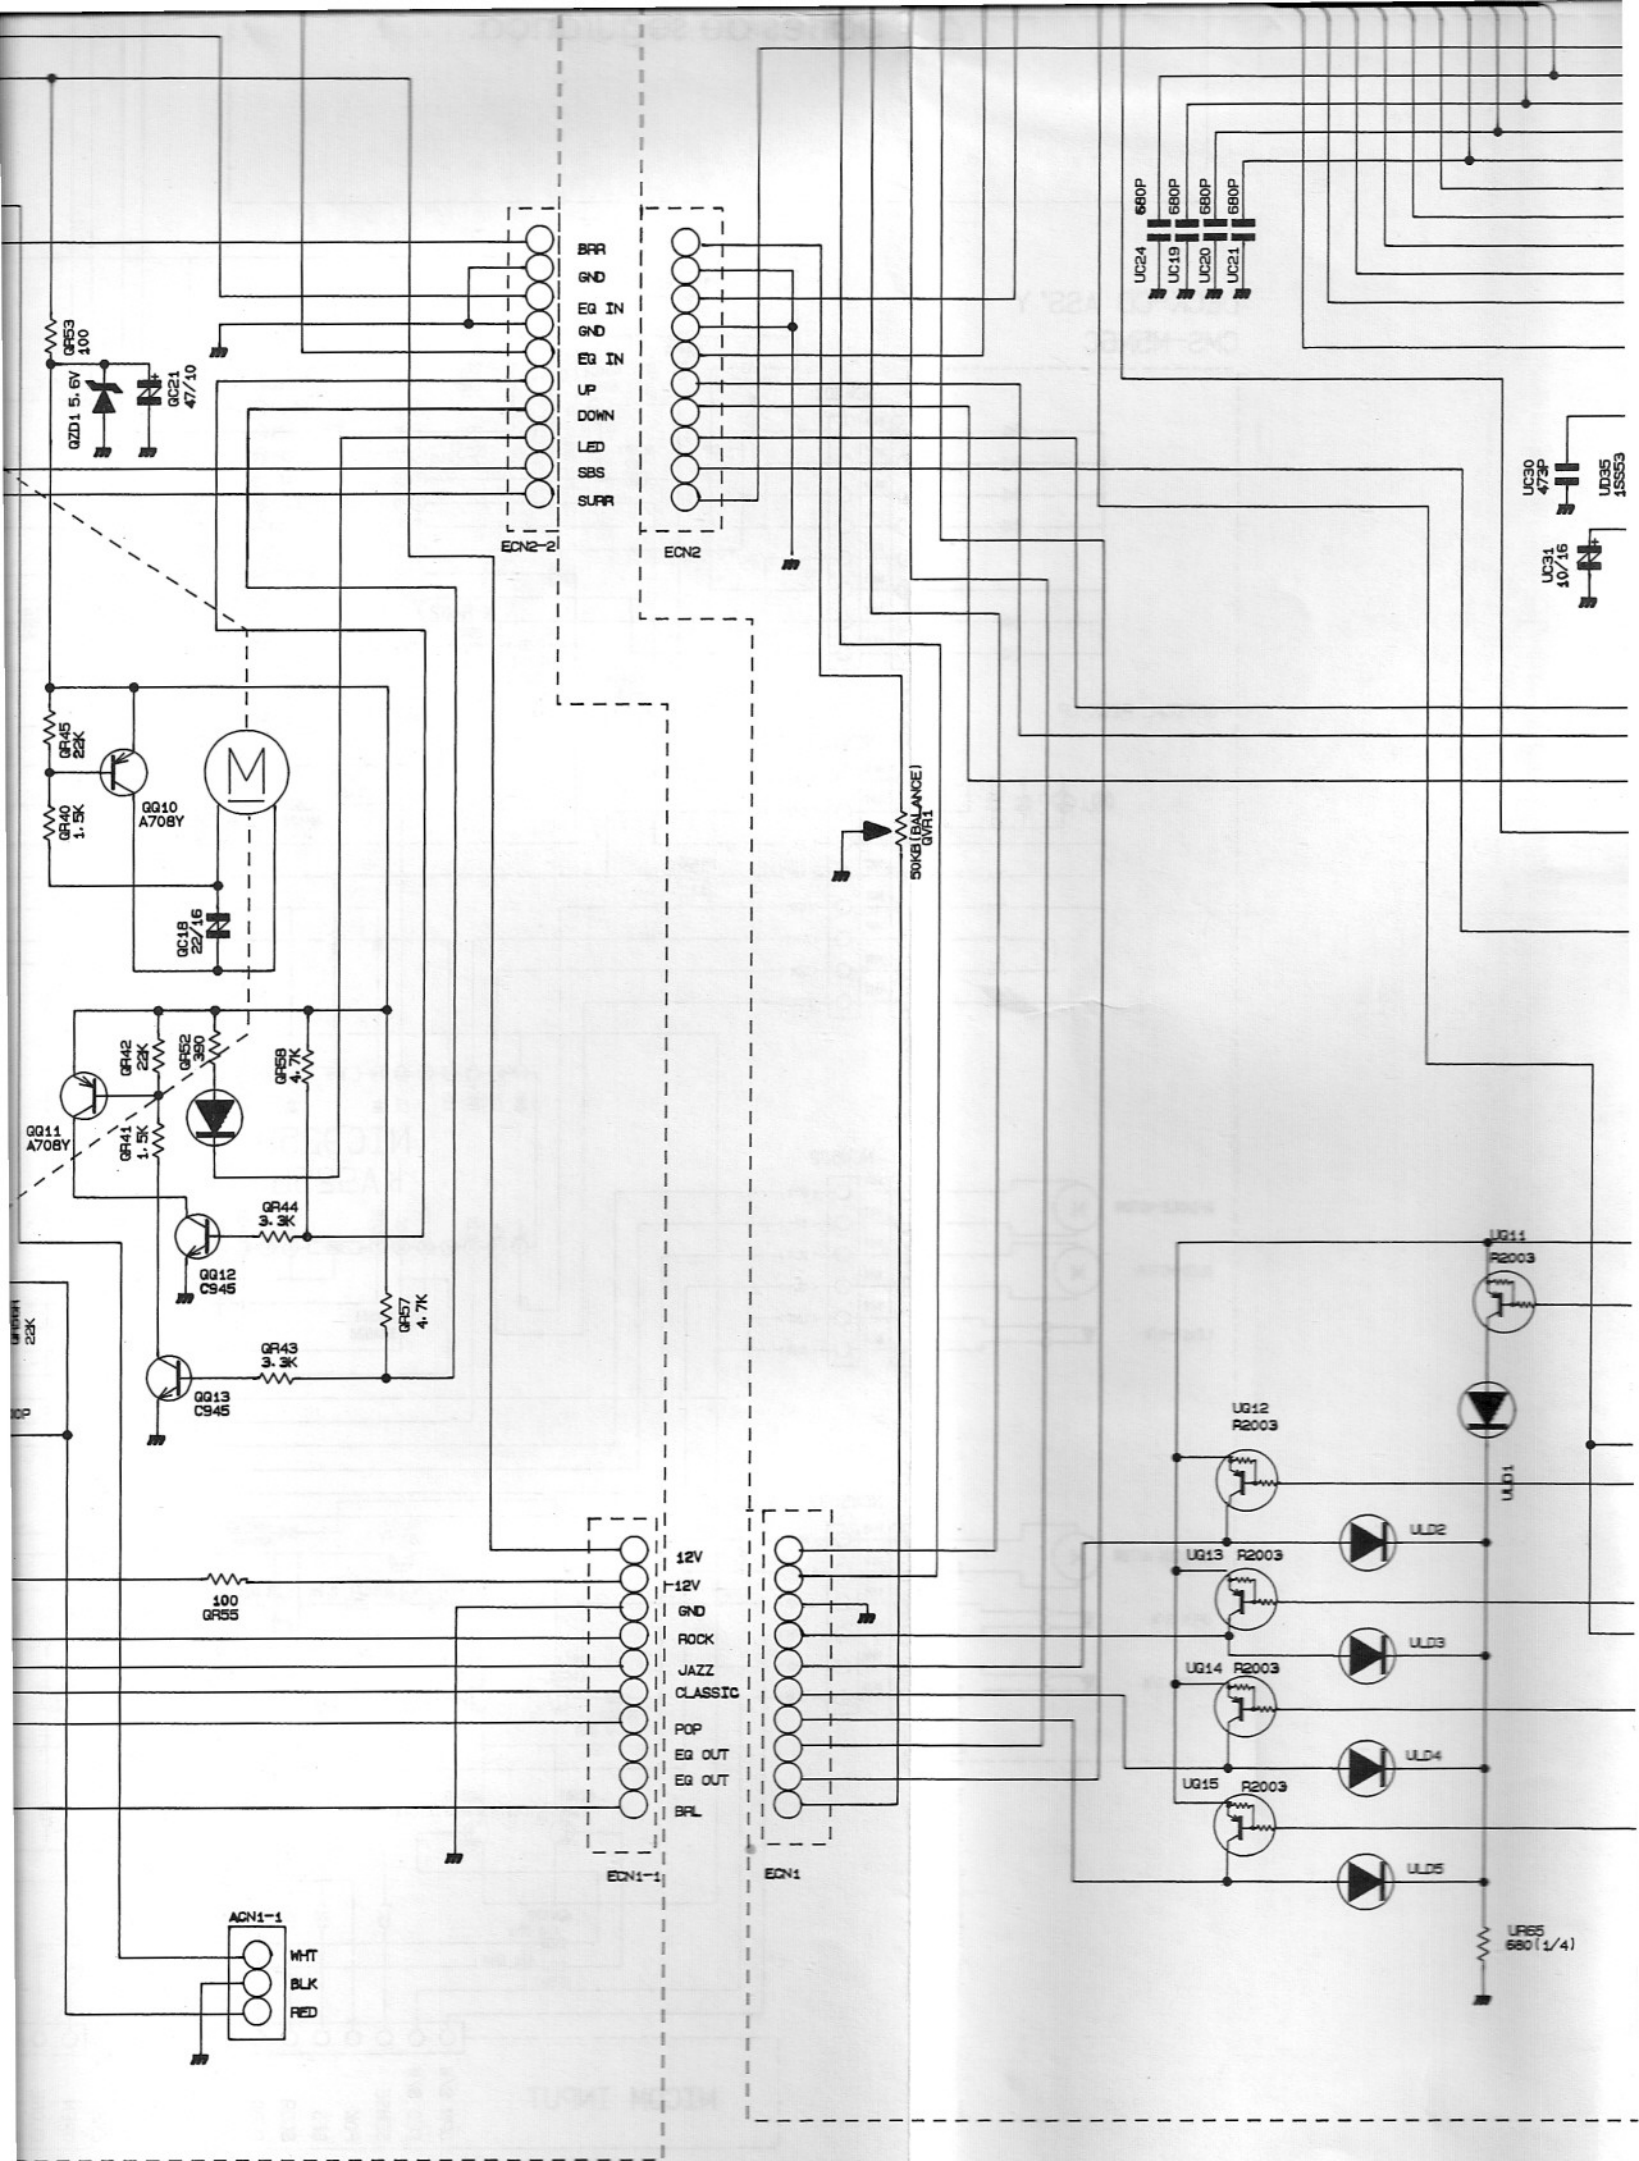 680P
680P
680P
680P
UC24
UC19
UC20
UC21
BRR
GND
EQ IN
GND
EQ IN
UP
DOWN
LED
SBS
SURR
ECN2-2
ECN2
QR53
100
QZD1 5.6V
QC21
47/10
UC30
473P
UD35
1SS53
UC31
10/16
QR45
22K
QR40
1.5K
QQ10
A708Y
M
QC18
22/16
50KB(BALANCE)
QVR1
QR42
22K
QR52
390
QR58
4.7K
QQ11
A708Y
QR41
1.5K
QR44
3.3K
QQ12
C945
QR57
4.7K
22K
QR43
3.3K
QQ13
C945
UQ11
R2003
UQ12
R2003
ULD1
ULD2
UQ13 R2003
ULD3
UQ14 R2003
ULD4
UQ15 R2003
ULD5
UR65
680(1/4)
100
QR55
12V
-12V
GND
ROCK
JAZZ
CLASSIC
POP
EQ OUT
EQ OUT
BRL
ECN1-1
ECN1
ACN1-1
WHT
BLK
RED